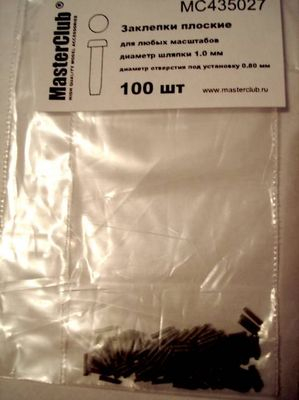 MC435027
Заклепки плоские
для любых масштабов
диаметр шляпки 1.0 мм
диаметр отверстия под установку 0.80 мм
100 шт
www.masterclub.ru
MasterClub®
HIGH QUALITY MODEL ACCESSORIES